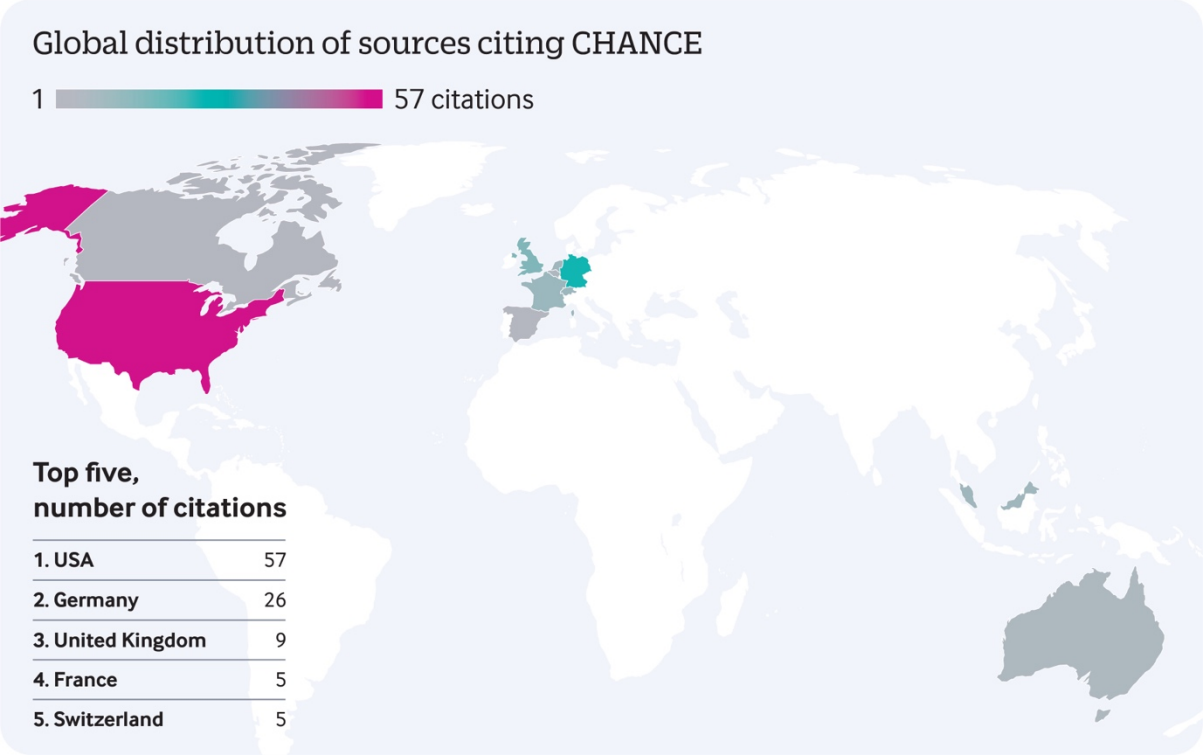 Global distribution of sources citing CHANCE
1 57 citations
Top five,
number of citations
1. USA 57
2. Germany 26
3. United Kingdom 9
4. France 5
5. Switzerland 5